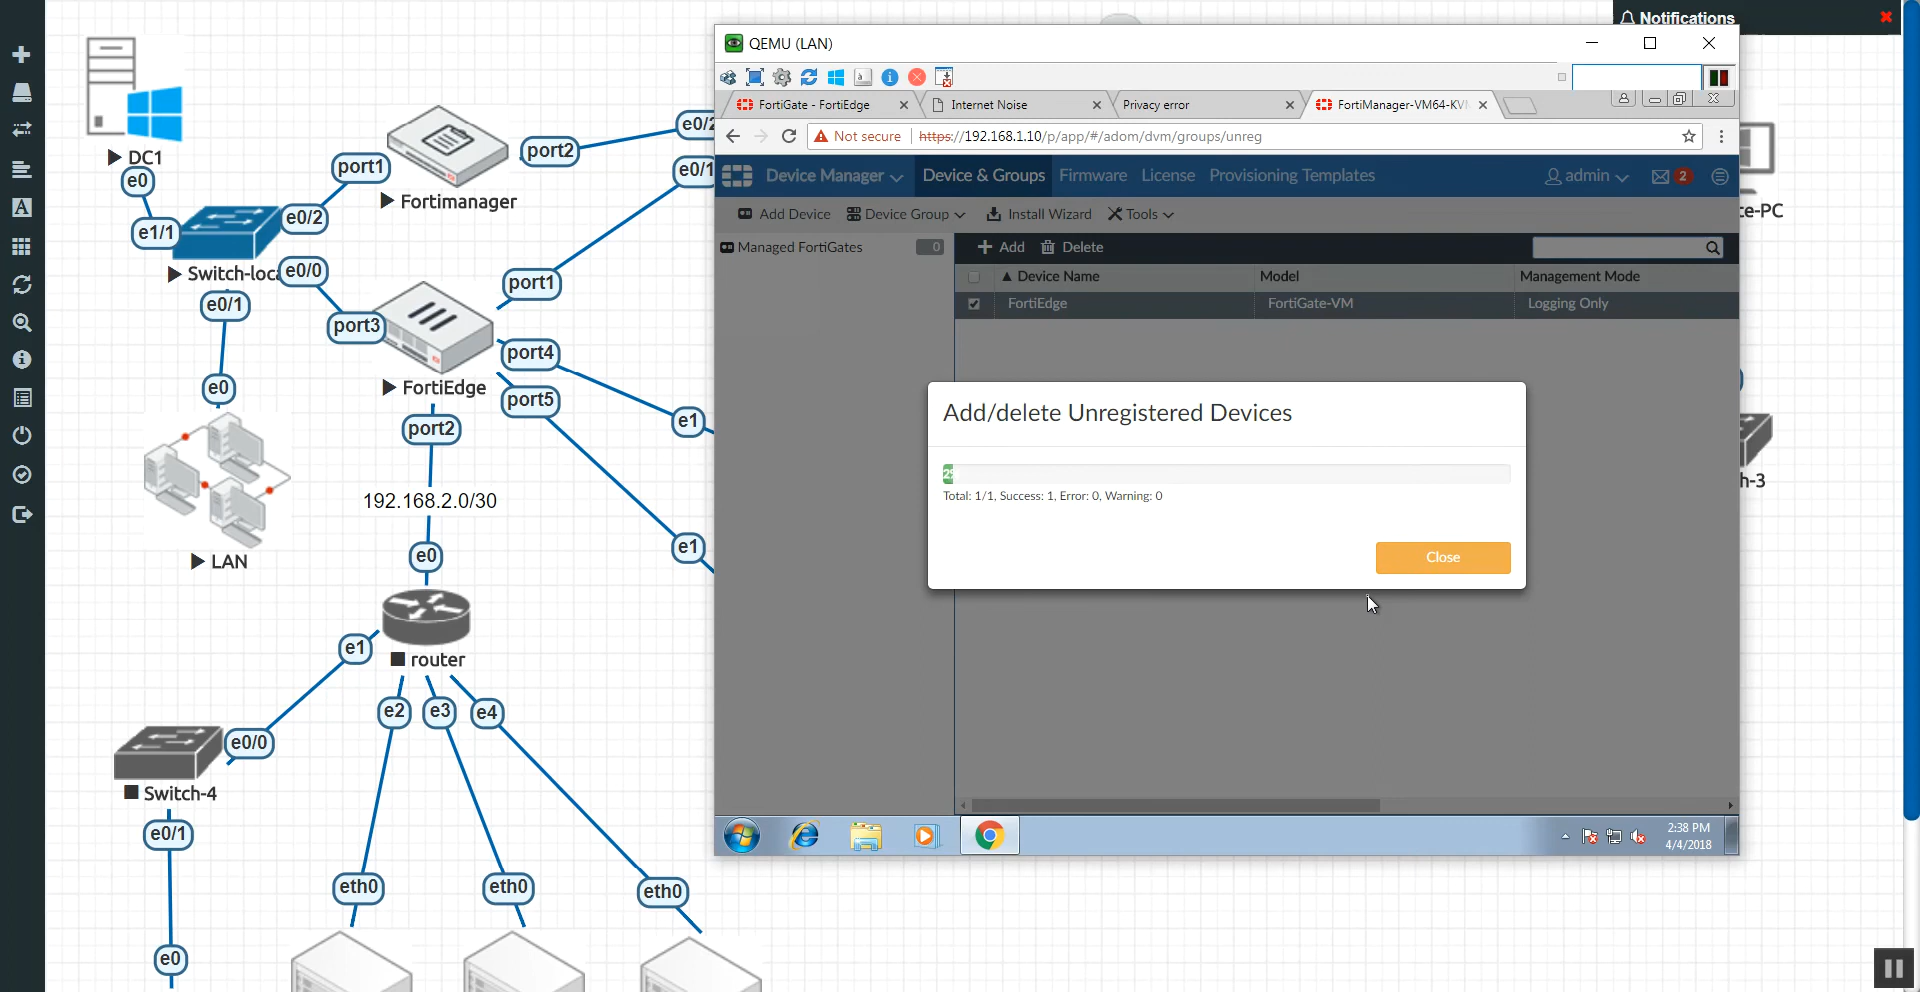 Notifications
QEMU (LAN)
FortiGate - FortiEdge
Internet Noise
Privacy error
FortiManager-VM64-KV
Not secure
https://192.168.1.10/p/app/#/adom/dvm/groups/unreg
Device Manager
Device & Groups
Firmware
License
Provisioning Templates
admin
2
Add Device
Device Group
Install Wizard
Tools
Managed FortiGates
0
Add
Delete
Device Name
Model
Management Mode
FortiEdge
FortiGate-VM
Logging Only
Add/delete Unregistered Devices
Total: 1/1, Success: 1, Error: 0, Warning: 0
Close
2:38 PM
4/4/2018
DC1
e0
e1/1
Switch-loca
e0/2
e0/0
e0/1
e0
LAN
port1
Fortimanager
port2
e0/2
e0/1
port1
port3
FortiEdge
port4
port5
port2
e1
e1
192.168.2.0/30
e0
router
e1
e2
e3
e4
e0/0
Switch-4
e0/1
e0
eth0
eth0
eth0
ce-PC
h-3